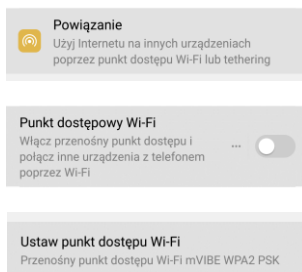 Powiązanie
Użyj Internetu na innych urządzeniach
poprzez punkt dostępu Wi-Fi lub tethering
Punkt dostępowy Wi-Fi
Włącz przenośny punkt dostępu i
połącz inne urządzenia z telefonem
poprzez Wi-Fi
Ustaw punkt dostępu Wi-Fi
Przenośny punkt dostępu Wi-Fi mVIBE WPA2 PSK